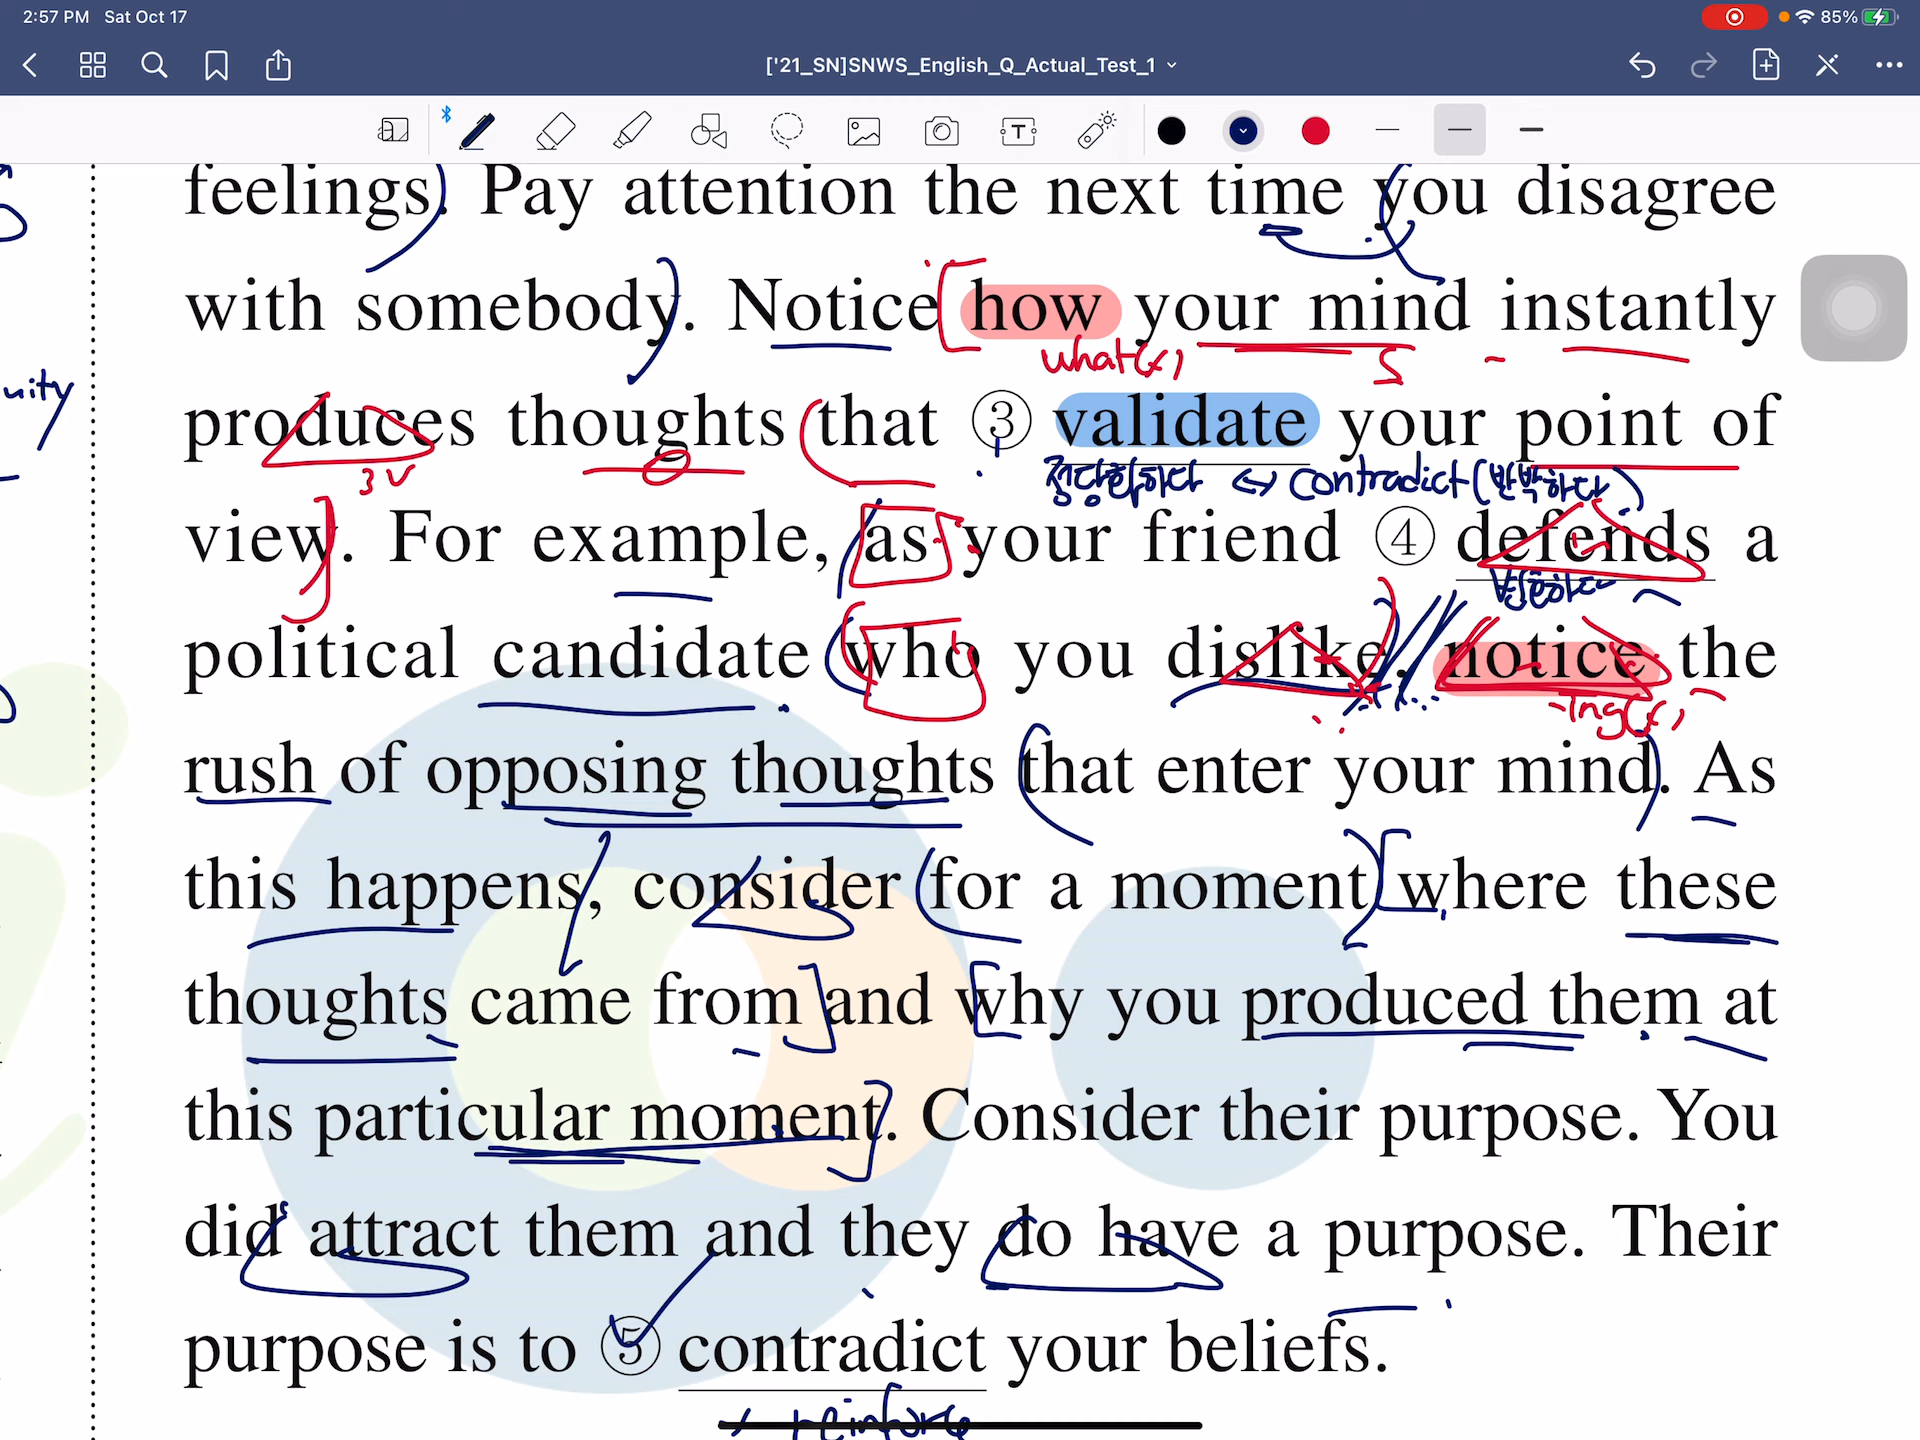 2:57 PM Sat Oct 17
85%
['21_SN]SNWS_English_Q_Actual_Test_1
feelings. Pay attention the next time you disagree
with somebody. Notice how your mind instantly
what(x) S
nity
produces thoughts that ③ validate your point of
3V
정당화하다 ↔ contradict(반박하다)
view. For example, as your friend ④ defends a
political candidate who you dislike, notice the
-ing(x)
rush of opposing thoughts that enter your mind. As
this happens, consider for a moment where these
thoughts came from and why you produced them at
this particular moment. Consider their purpose. You
did attract them and they do have a purpose. Their
purpose is to ⑤ contradict your beliefs.
reinforce